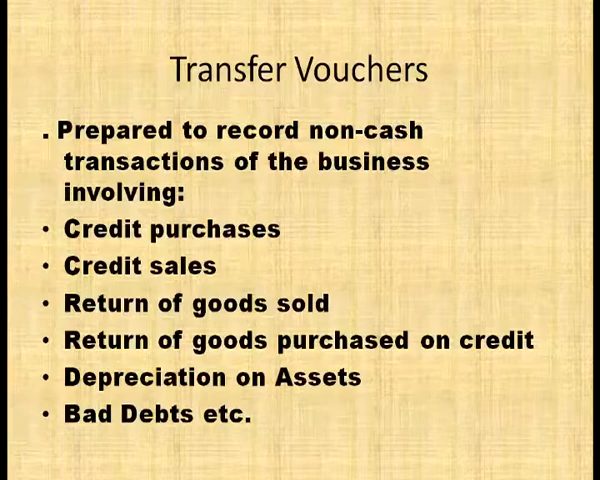 Transfer Vouchers
. Prepared to record non-cash
transactions of the business
involving:
• Credit purchases
• Credit sales
• Return of goods sold
• Return of goods purchased on credit
• Depreciation on Assets
• Bad Debts etc.